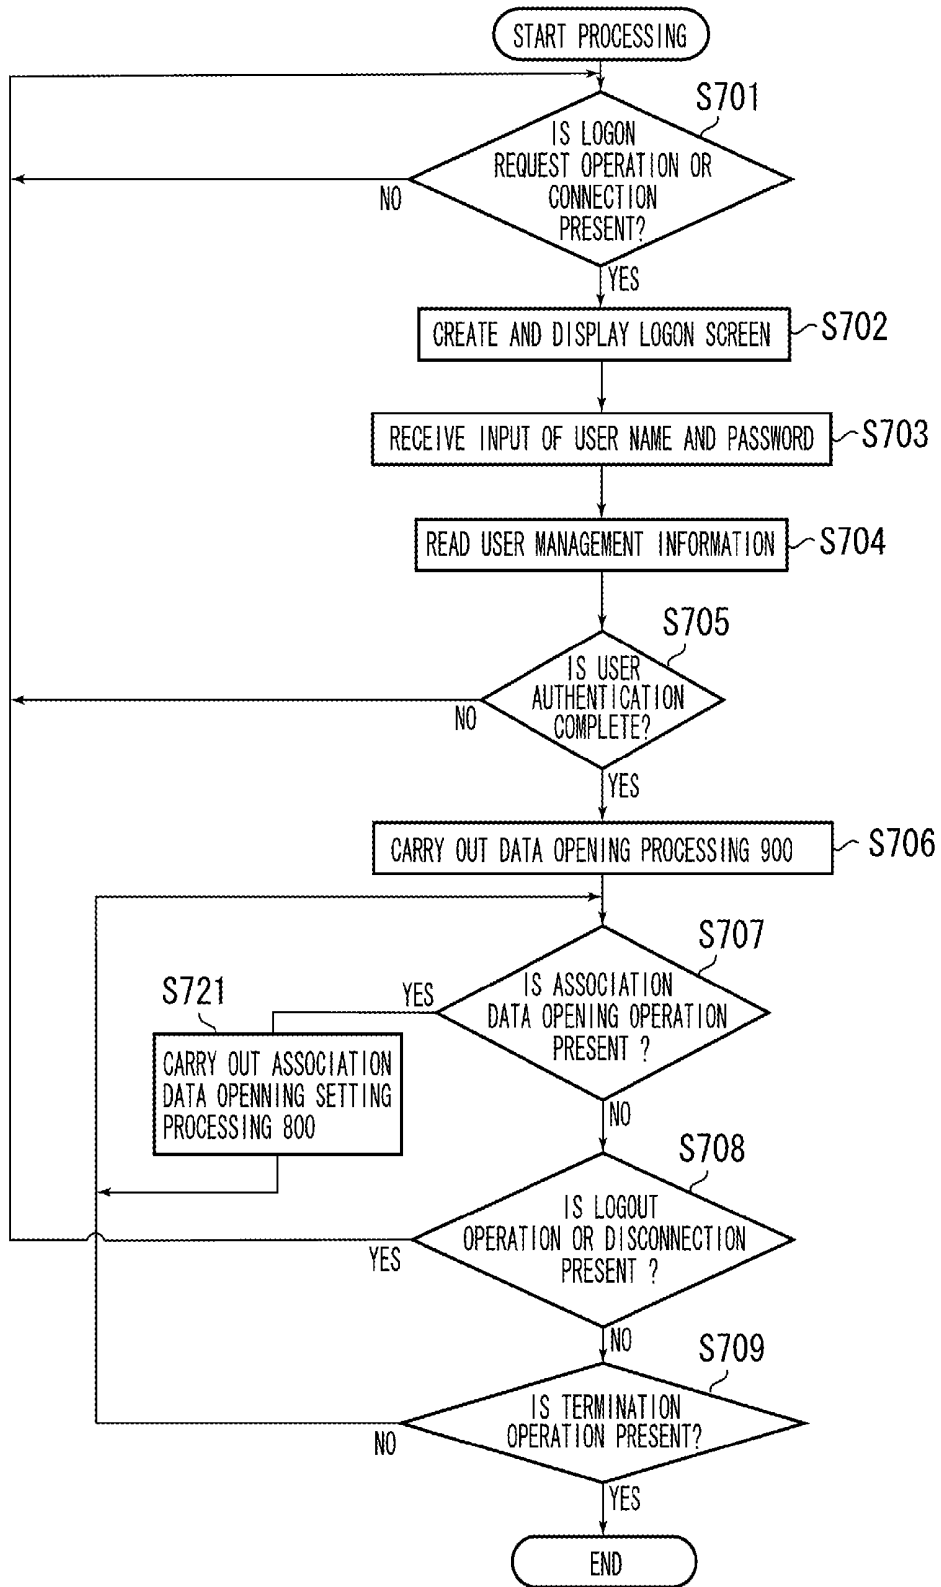 START PROCESSING
S701
IS LOGON
REQUEST OPERATION OR
CONNECTION
PRESENT?
NO
YES
CREATE AND DISPLAY LOGON SCREEN
S702
RECEIVE INPUT OF USER NAME AND PASSWORD
S703
READ USER MANAGEMENT INFORMATION
S704
S705
IS USER
AUTHENTICATION
COMPLETE?
NO
YES
CARRY OUT DATA OPENING PROCESSING 900
S706
S707
IS ASSOCIATION
DATA OPENING OPERATION
PRESENT ?
YES
S721
CARRY OUT ASSOCIATION
DATA OPENNING SETTING
PROCESSING 800
NO
S708
IS LOGOUT
OPERATION OR DISCONNECTION
PRESENT ?
YES
NO
S709
IS TERMINATION
OPERATION PRESENT?
NO
YES
END